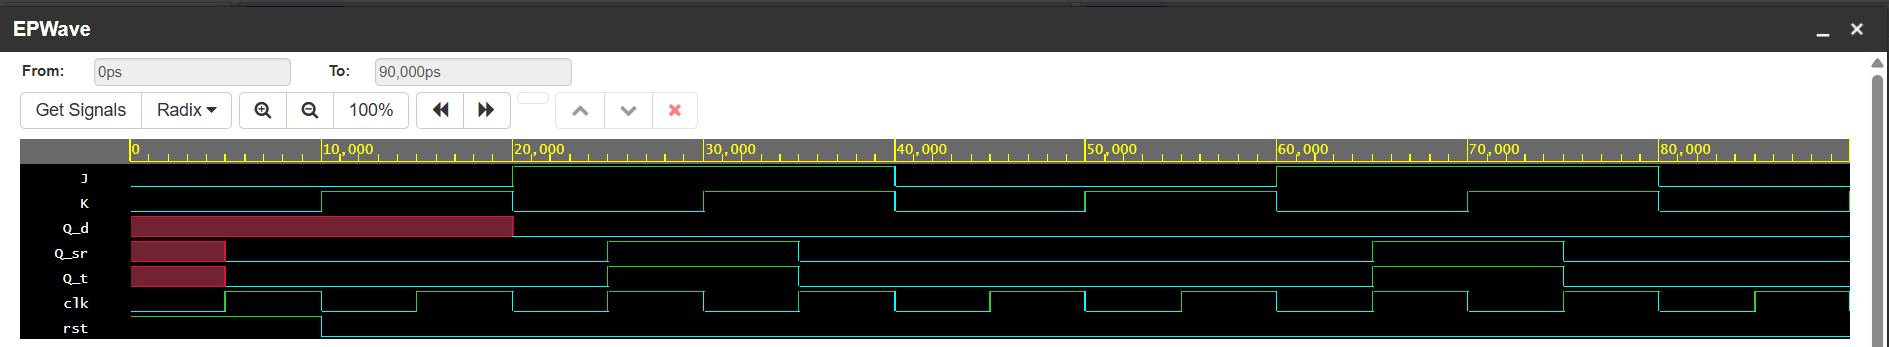 EPWave
From: 0ps To: 90,000ps
Get Signals Radix 100%
0 10,000 20,000 30,000 40,000 50,000 60,000 70,000 80,000
J
K
Q_d
Q_sr
Q_t
clk
rst